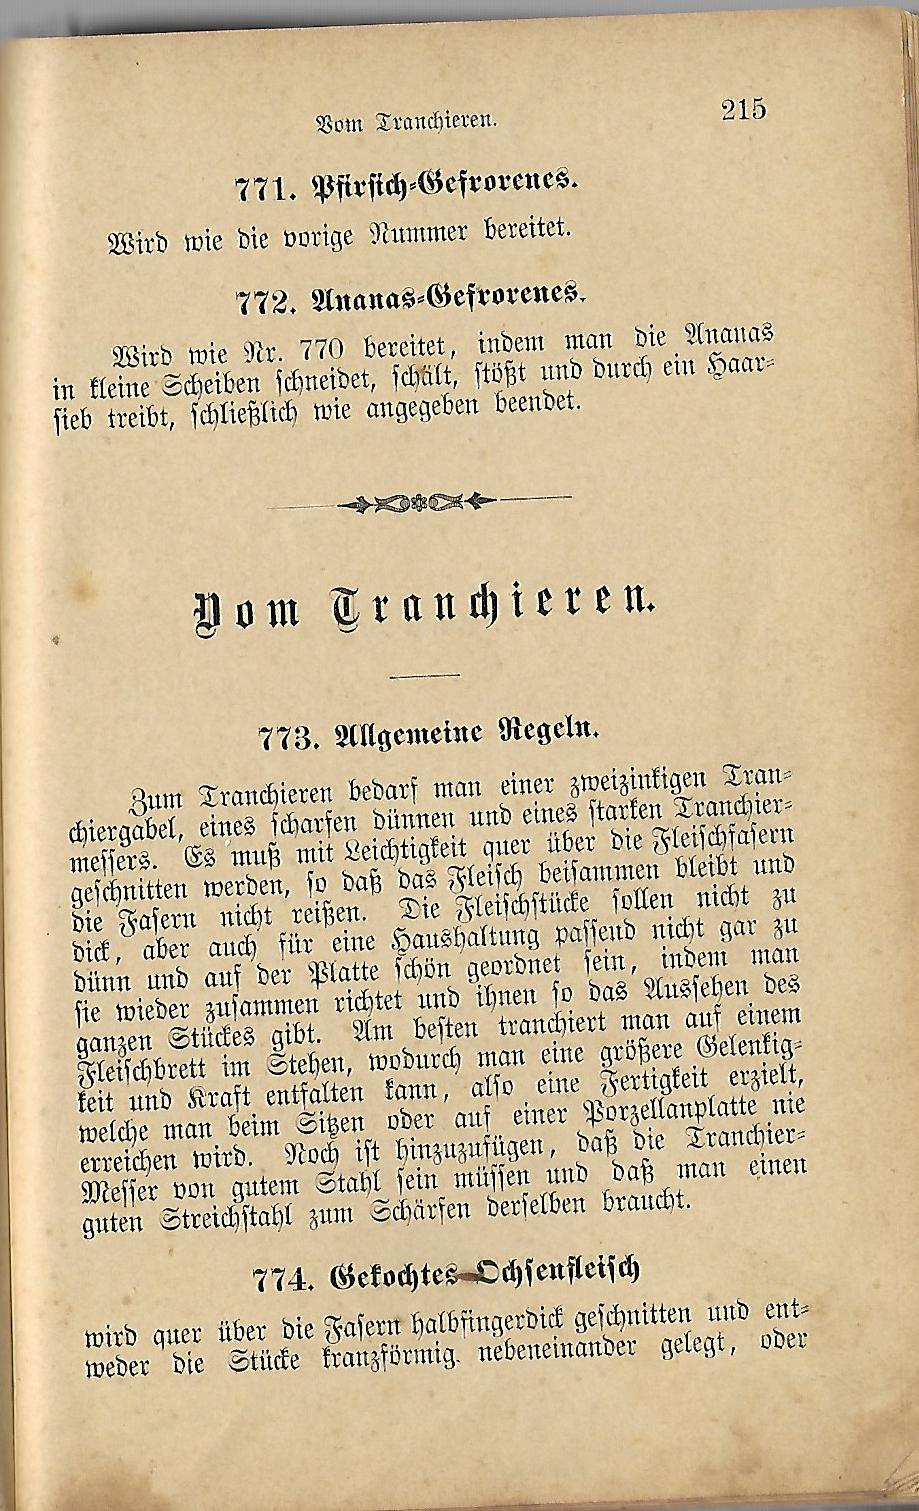 Vom Tranchieren.
215
771. Pfirsich-Gefrorenes.
Wird wie die vorige Nummer bereitet.
772. Ananas-Gefrorenes.
Wird wie Nr. 770 bereitet, indem man die Ananas
in kleine Scheiben schneidet, schält, stößt und durch ein Haar-
sieb treibt, schließlich wie angegeben beendet.
Vom Tranchieren.
773. Allgemeine Regeln.
Zum Tranchieren bedarf man einer zweizinkigen Tran-
chiergabel, eines scharfen dünnen und eines starken Tranchier-
messers. Es muß mit Leichtigkeit quer über die Fleischfasern
geschnitten werden, so daß das Fleisch beisammen bleibt und
die Fasern nicht reißen. Die Fleischstücke sollen nicht zu
dick, aber auch für eine Haushaltung passend nicht gar zu
dünn und auf der Platte schön geordnet sein, indem man
sie wieder zusammen richtet und ihnen so das Aussehen des
ganzen Stückes gibt. Am besten tranchiert man auf einem
Fleischbrett im Stehen, wodurch man eine größere Gelenkig-
keit und Kraft entfalten kann, also eine Fertigkeit erzielt,
welche man beim Sitzen oder auf einer Porzellanplatte nie
erreichen wird. Noch ist hinzuzufügen, daß die Tranchier-
Messer von gutem Stahl sein müssen und daß man einen
guten Streichstahl zum Schärfen derselben braucht.
774. Gekochtes Ochsenfleisch
wird quer über die Fasern halbfingerdick geschnitten und ent-
weder die Stücke kranzförmig nebeneinander gelegt, oder